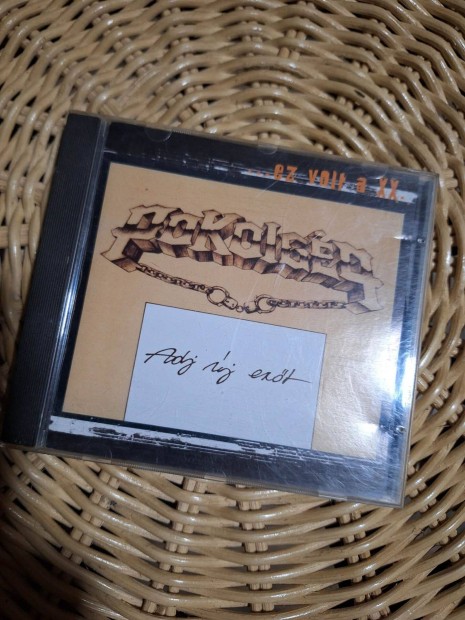 ez volt a XX
POKOLGÉP
Adj új erőt